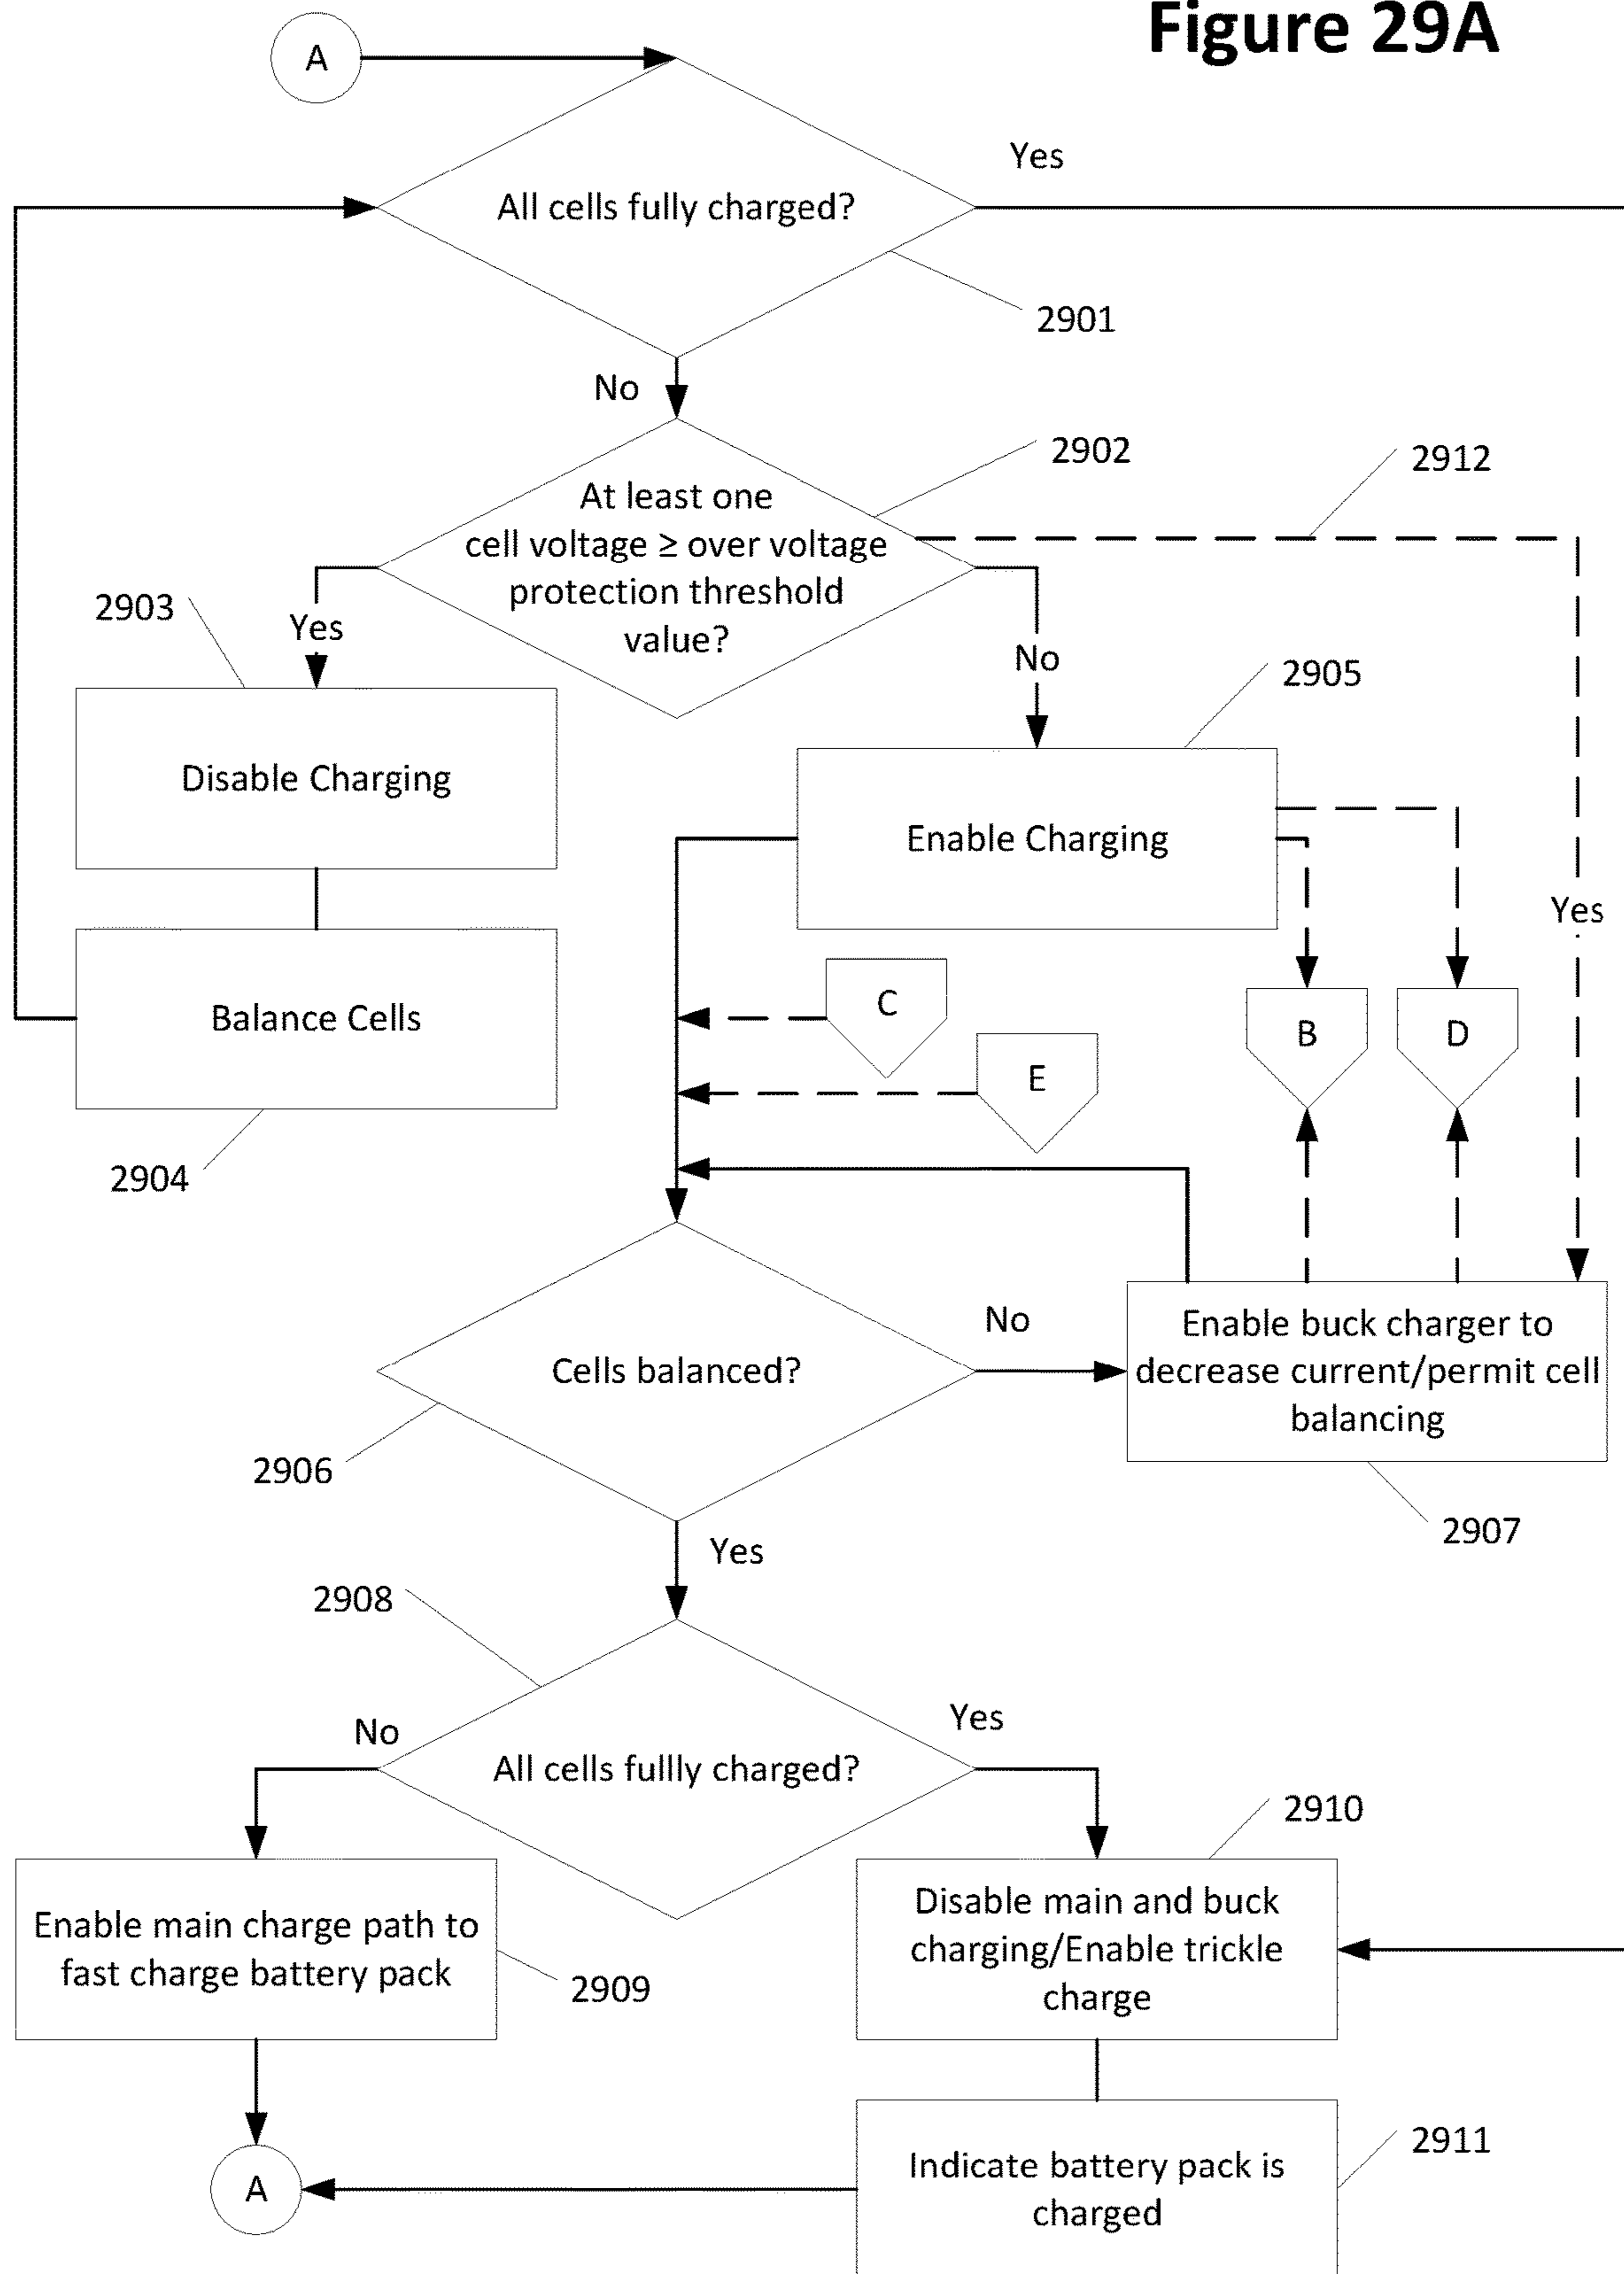 Figure 29A
A
Yes
All cells fully charged?
2901
No
2902
2912
At least one
cell voltage ≥ over voltage
protection threshold
value?
2903
Yes
No
2905
Disable Charging
Enable Charging
Yes
C
B
D
Balance Cells
E
2904
No
Enable buck charger to
decrease current/permit cell
balancing
Cells balanced?
2906
2907
Yes
2908
No
Yes
All cells fullly charged?
2910
Enable main charge path to
fast charge battery pack
2909
Disable main and buck
charging/Enable trickle
charge
2911
A
Indicate battery pack is
charged